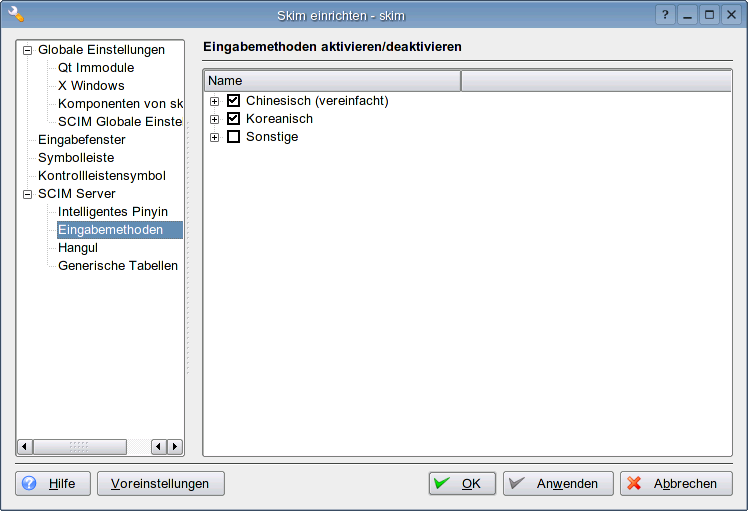 Skim einrichten - skim
?
Globale Einstellungen
Qt Immodule
X Windows
Komponenten von sk
SCIM Globale Einste
Eingabefenster
Symbolleiste
Kontrollleistensymbol
SCIM Server
Intelligentes Pinyin
Eingabemethoden
Hangul
Generische Tabellen
Eingabemethoden aktivieren/deaktivieren
Name
Chinesisch (vereinfacht)
Koreanisch
Sonstige
? Hilfe
Voreinstellungen
OK
Anwenden
Abbrechen